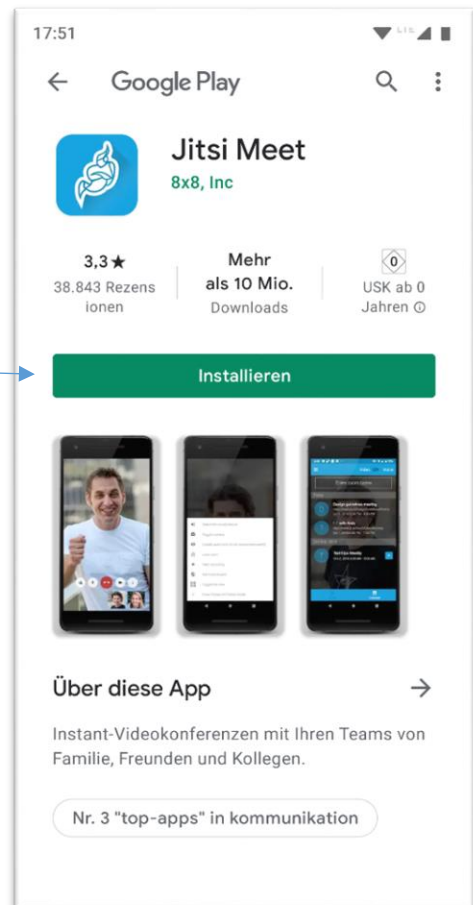 17:51
Google Play
Jitsi Meet
8x8, Inc
3,3★
38.843 Rezens
ionen
Mehr
als 10 Mio.
Downloads
0
USK ab 0
Jahren
Installieren
Über diese App
Instant-Videokonferenzen mit Ihren Teams von
Familie, Freunden und Kollegen.
Nr. 3 "top-apps" in kommunikation